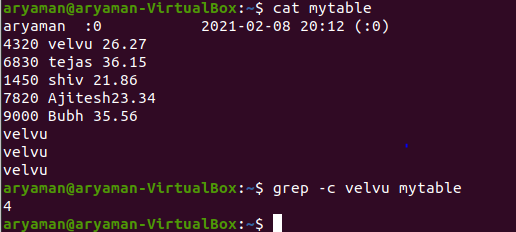 aryaman@aryaman-VirtualBox:~$ cat mytable
aryaman  :0           2021-02-08 20:12 (:0)
4320 velvu 26.27
6830 tejas 36.15
1450 shiv 21.86
7820 Ajitesh23.34
9000 Bubh 35.56
velvu
velvu
velvu
aryaman@aryaman-VirtualBox:~$ grep -c velvu mytable
4
aryaman@aryaman-VirtualBox:~$